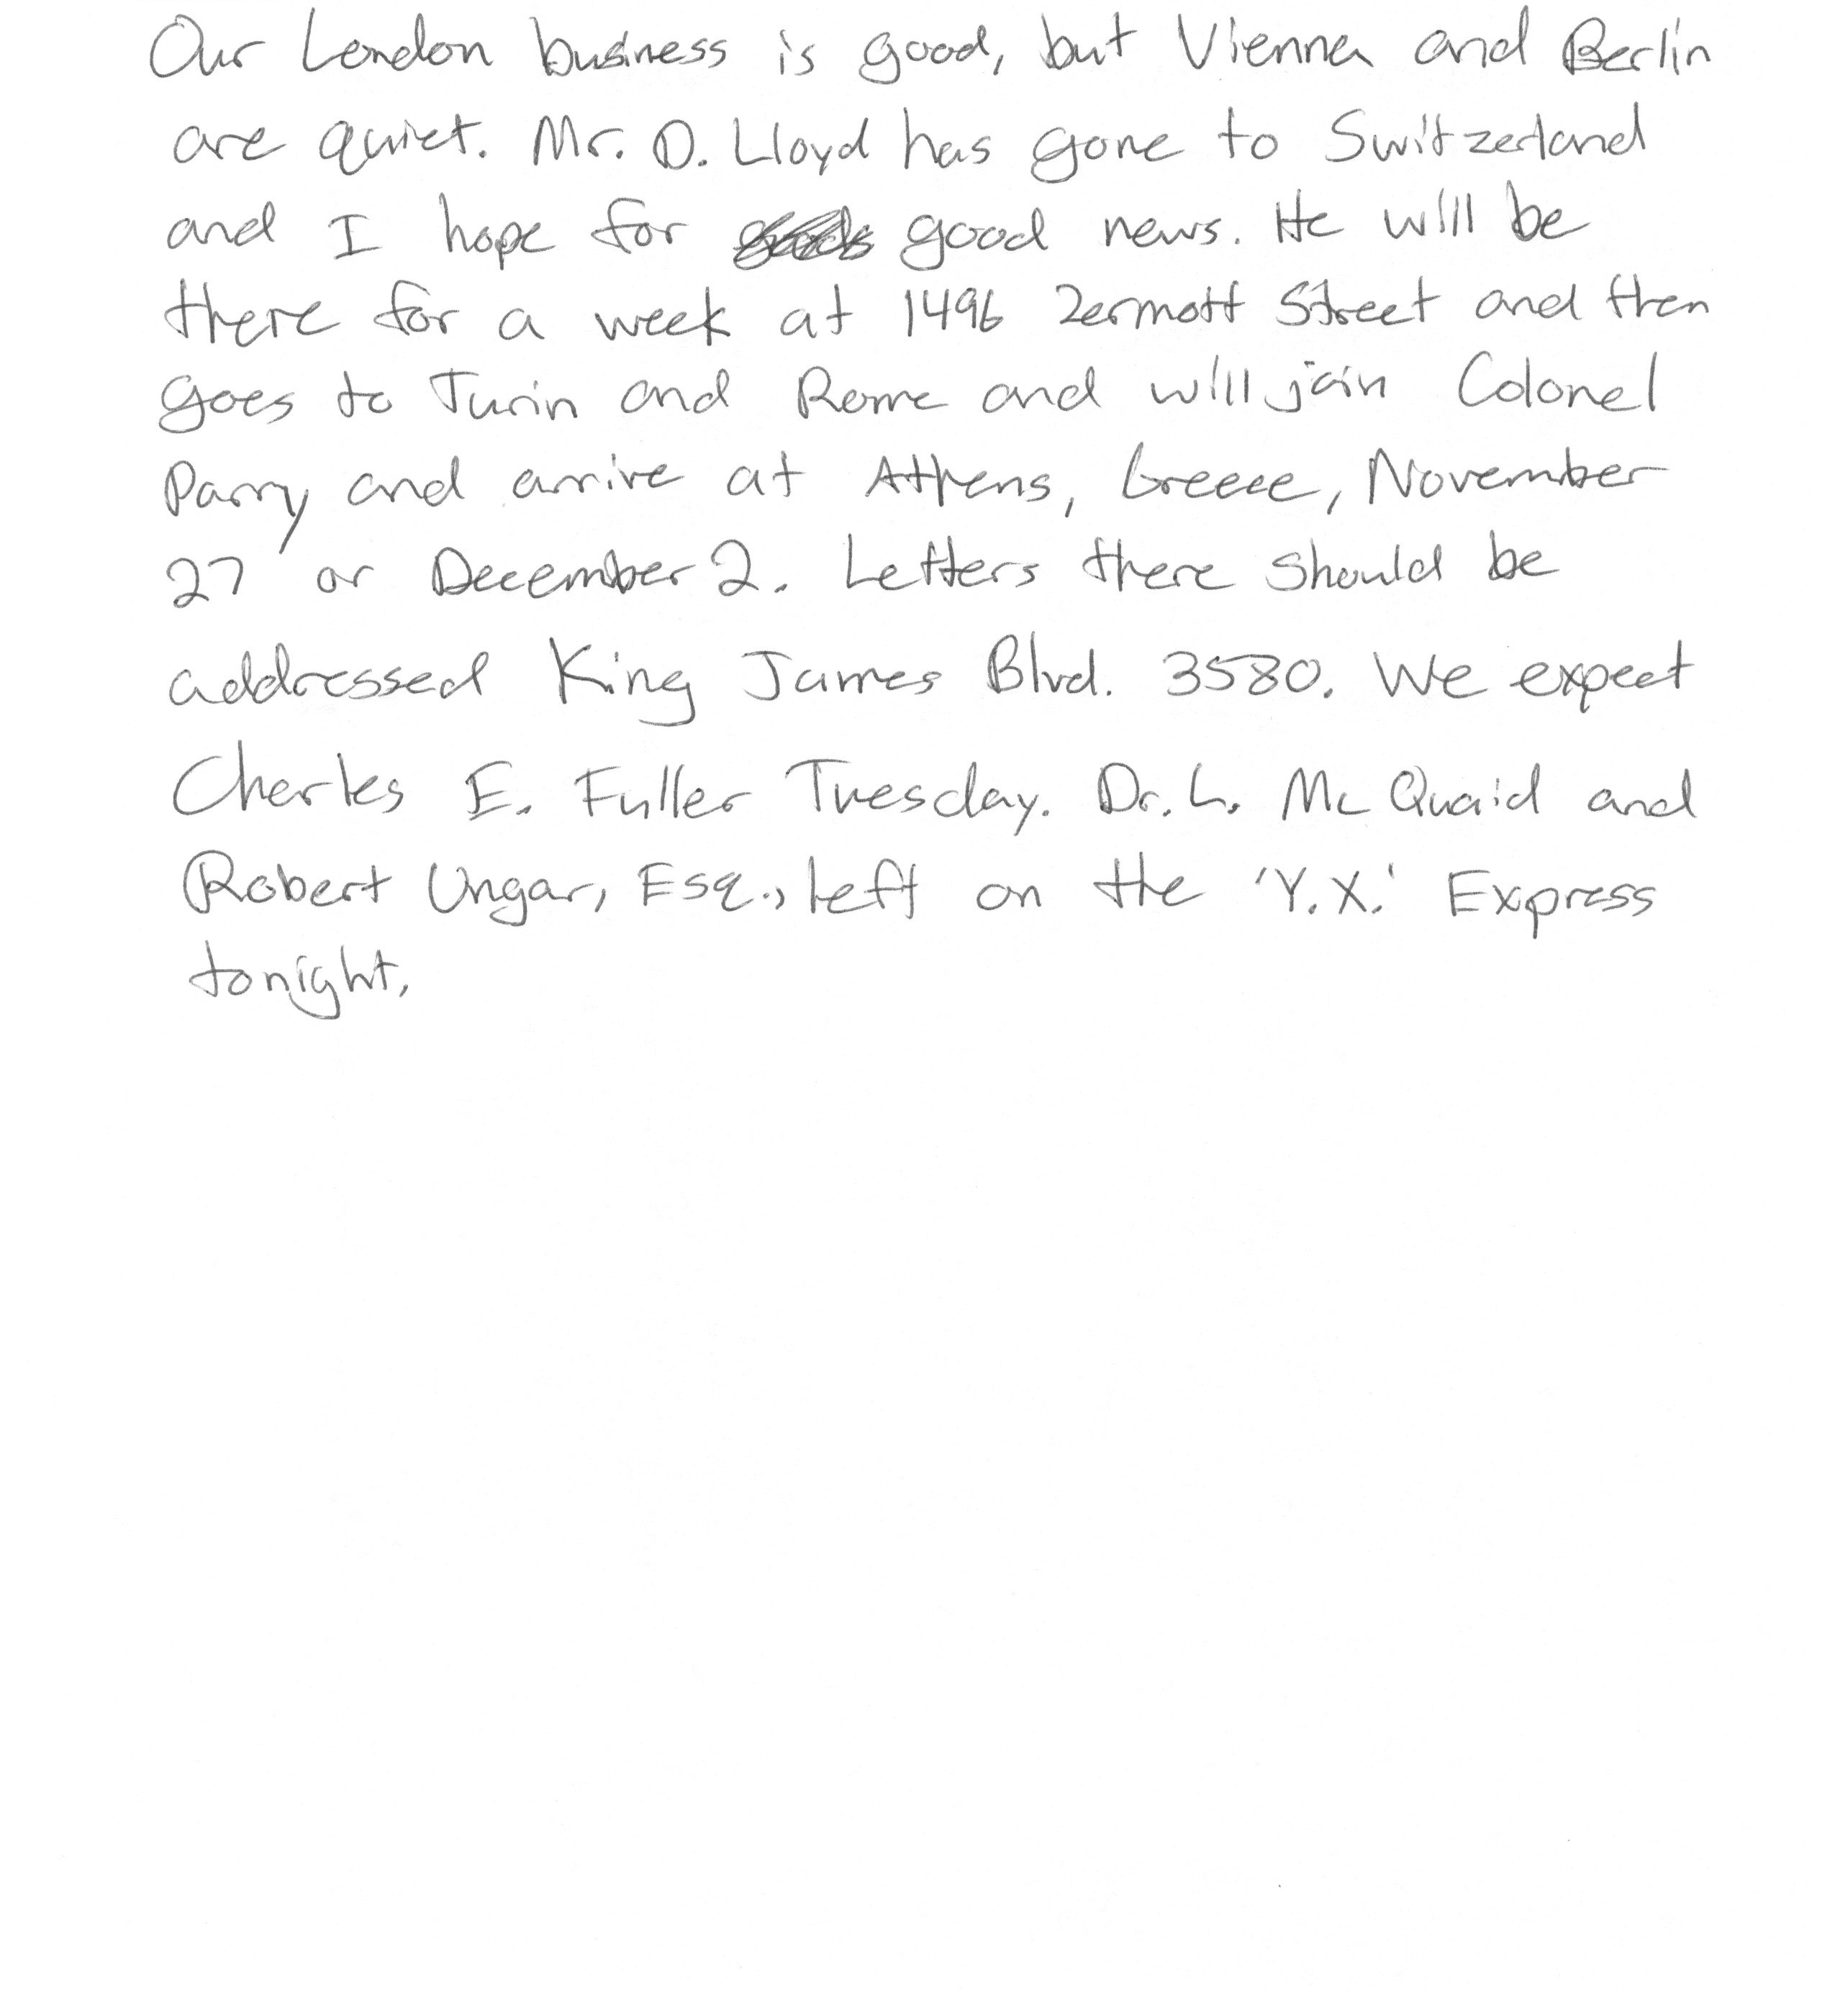 Our London business is good, but Vienna and Berlin
are quiet. Mr. D. Lloyd has gone to Switzerland
and I hope for good news. He will be
there for a week at 1496 Zermott Street and then
goes to Turin and Rome and will join Colonel
Parry and arrive at Athens, Greece, November
27 or December 2. Letters there should be
addressed King James Blvd. 3580. We expect
Charles E. Fuller Tuesday. Dr. L. McQuaid and
Robert Ungar, Esq., left on the 'Y.X.' Express
tonight.